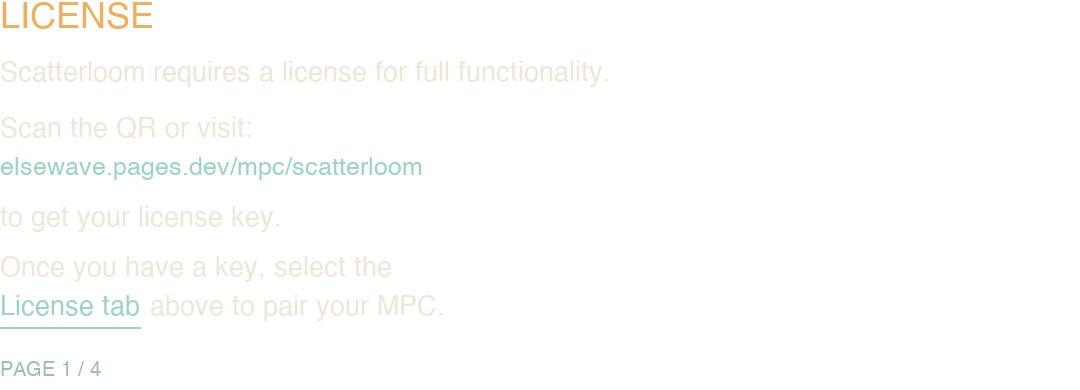 LICENSE
Scatterloom requires a license for full functionality.
Scan the QR or visit:
elsewave.pages.dev/mpc/scatterloom
to get your license key.
Once you have a key, select the
License tab above to pair your MPC.
PAGE 1 / 4